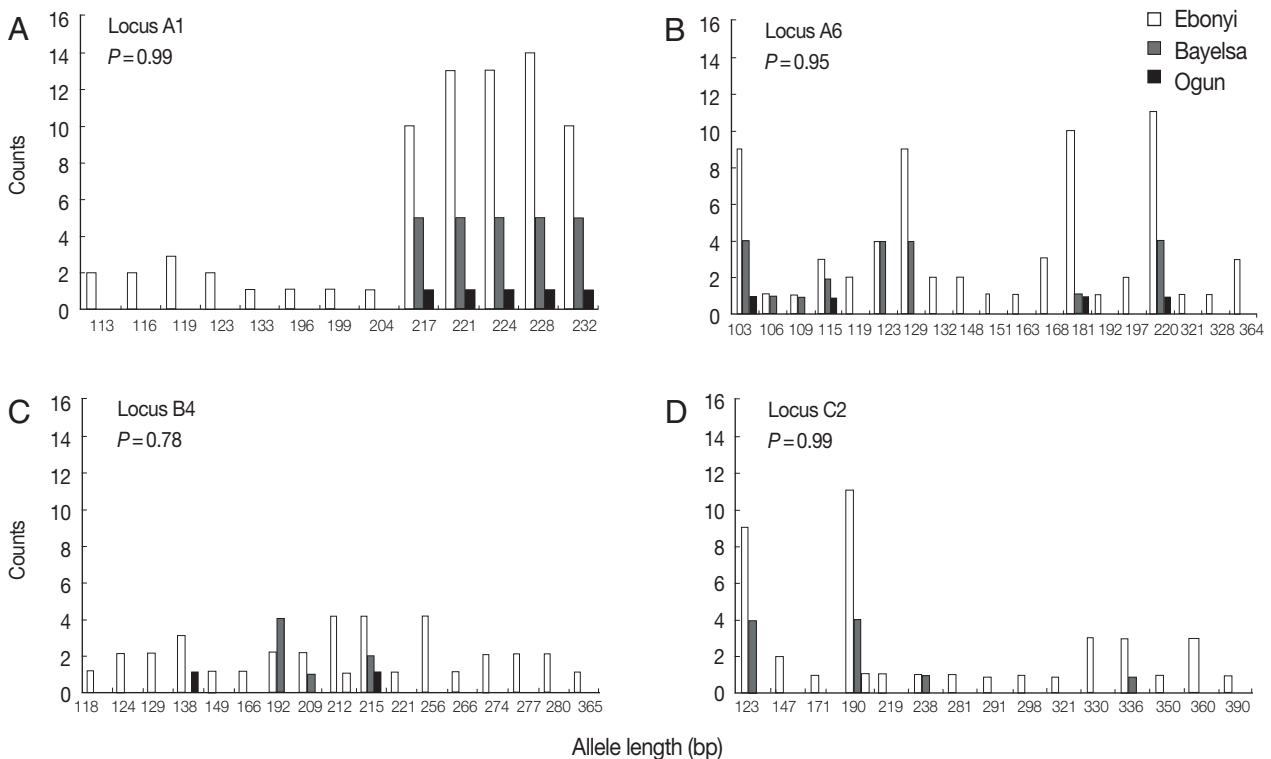 A
Locus A1
P = 0.99
Counts
16
14
12
10
8
6
4
2
0
113 116 119 123 133 196 199 204 217 221 224 228 232
B
Locus A6
P = 0.95
Ebonyi
Bayelsa
Ogun
16
14
12
10
8
6
4
2
0
103 106 109 115 119 123 129 132 148 151 163 168 181 192 197 220 321 328 364
C
Locus B4
P = 0.78
Counts
16
14
12
10
8
6
4
2
0
118 124 129 138 149 166 192 209 212 215 221 256 266 274 277 280 365
D
Locus C2
P = 0.99
16
14
12
10
8
6
4
2
0
123 147 171 190 219 238 281 291 298 321 330 336 350 360 390
Allele length (bp)